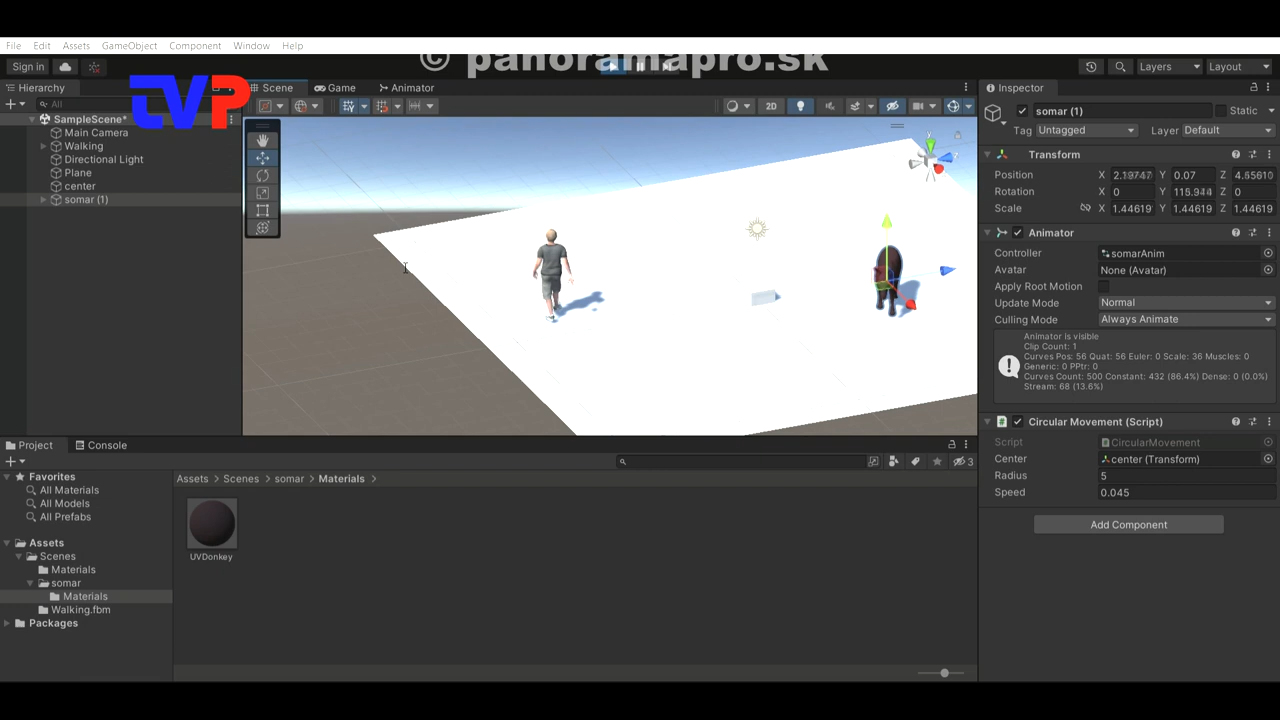 File Edit Assets GameObject Component Window Help
© panoramapro.sk
Sign in Layers Layout
TVP
Hierarchy
All
SampleScene*
Main Camera
Walking
Directional Light
Plane
center
somar (1)
Scene Game Animator
2D
y
Inspector
somar (1) Static
Tag Untagged Layer Default
Transform
Position X 2.19747 Y 0.07 Z 4.65610
Rotation X 0 Y 115.944 Z 0
Scale X 1.44619 Y 1.44619 Z 1.44619
Animator
Controller somarAnim
Avatar None (Avatar)
Apply Root Motion
Update Mode Normal
Culling Mode Always Animate
Animator is visible
Clip Count: 1
Curves Pos: 56 Quat: 56 Euler: 0 Scale: 36 Muscles: 0
Generic: 0 PPtr: 0
Curves Count: 500 Constant: 432 (86.4%) Dense: 0 (0.0%)
Stream: 68 (13.6%)
Circular Movement (Script)
Script CircularMovement
Center center (Transform)
Radius 5
Speed 0.045
Add Component
Project Console
3
Favorites
All Materials
All Models
All Prefabs
Assets
Scenes
Materials
somar
Materials
Walking.fbm
Packages
Assets > Scenes > somar > Materials >
UVDonkey